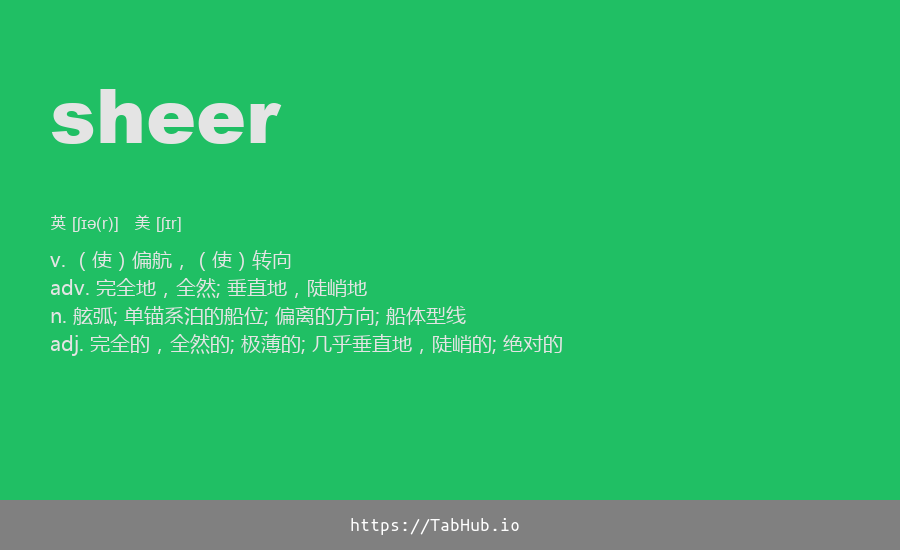 sheer
英 [ʃɪə(r)] 美 [ʃɪr]
v. （使）偏航，（使）转向
adv. 完全地，全然; 垂直地，陡峭地
n. 舷弧; 单锚系泊的船位; 偏离的方向; 船体型线
adj. 完全的，全然的; 极薄的; 几乎垂直地，陡峭的; 绝对的
https://TabHub.io